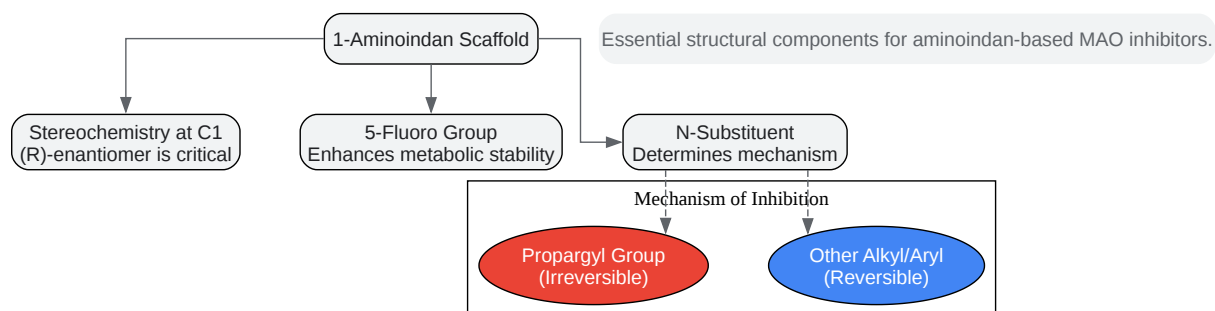 1-Aminoindan Scaffold
Essential structural components for aminoindan-based MAO inhibitors.
Stereochemistry at C1
(R)-enantiomer is critical
5-Fluoro Group
Enhances metabolic stability
N-Substituent
Determines mechanism
Mechanism of Inhibition
Propargyl Group
(Irreversible)
Other Alkyl/Aryl
(Reversible)